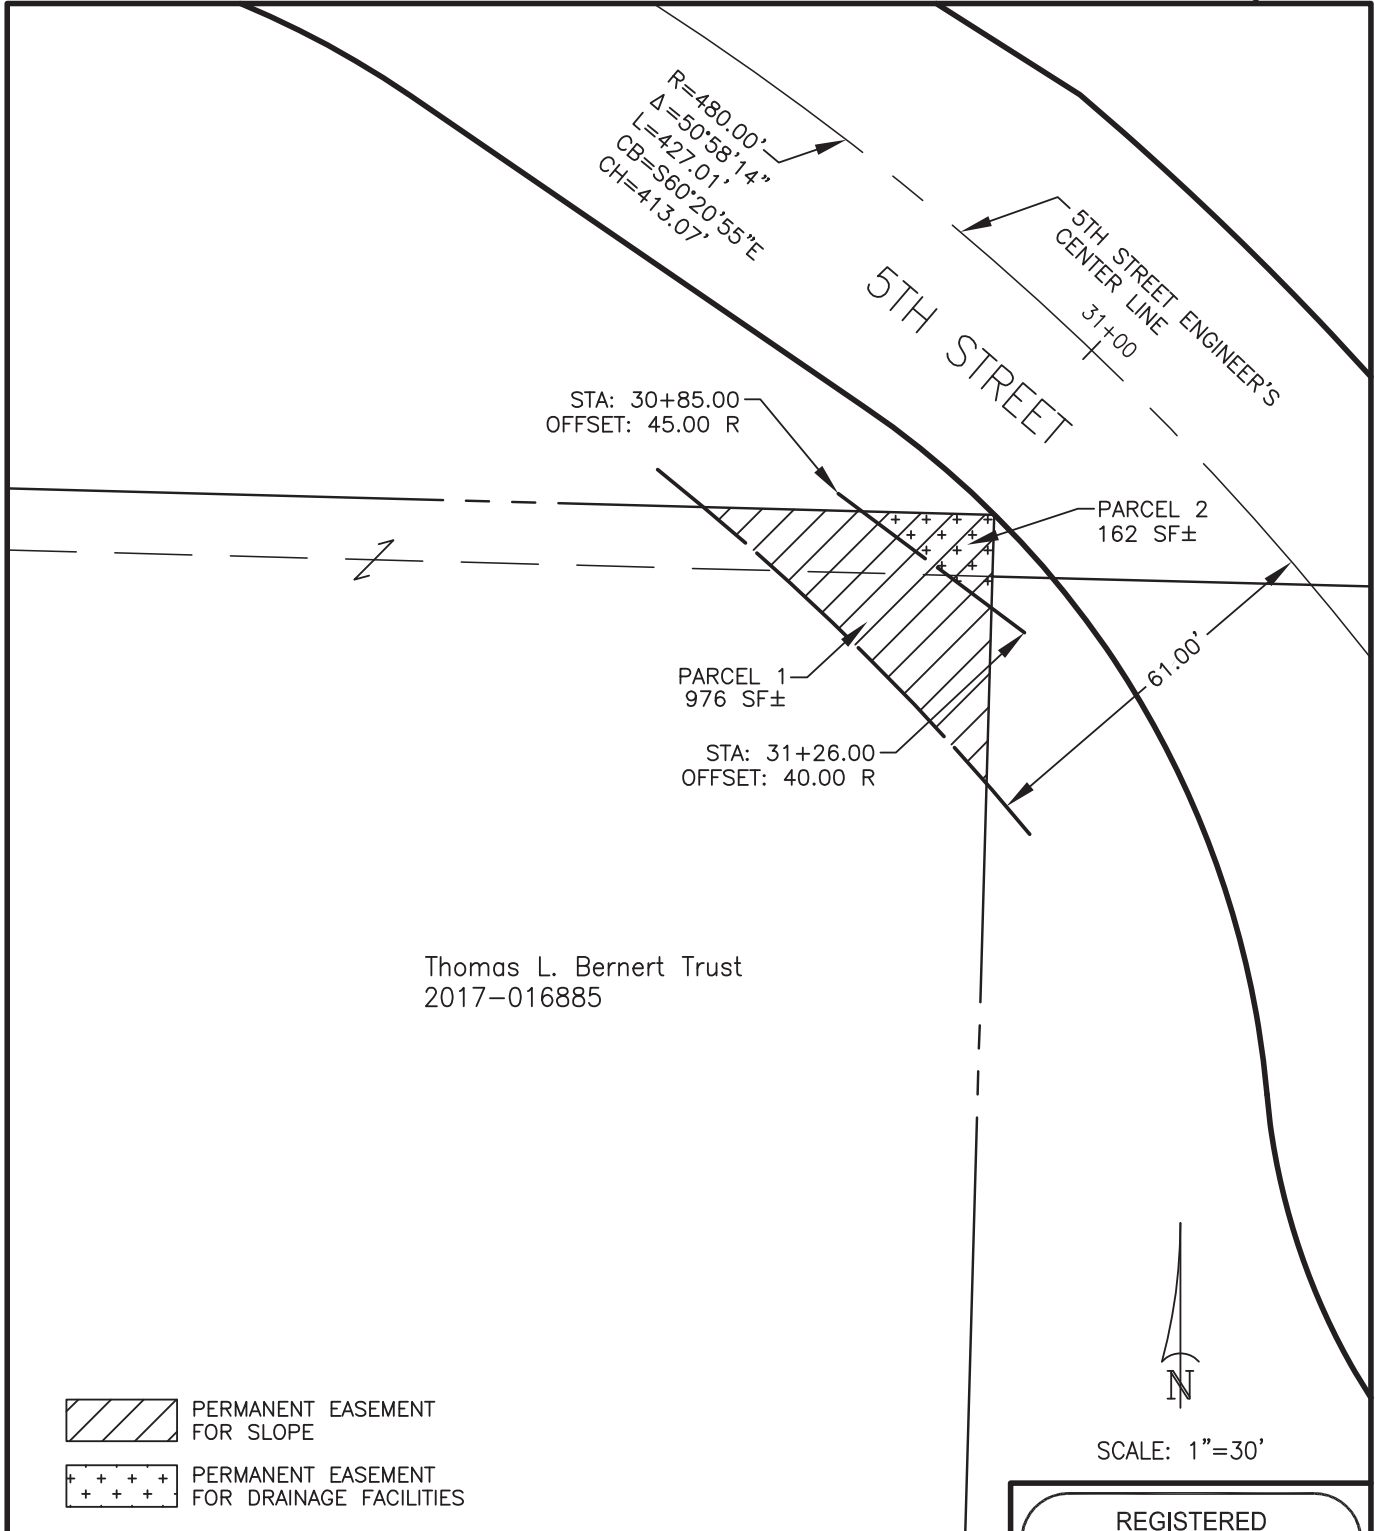 R=480.00'
Δ=50°58'14"
L=427.01'
CB=S60°20'55"E
CH=413.07'
5TH STREET ENGINEER'S
CENTER LINE
31+00
5TH STREET
STA: 30+85.00
OFFSET: 45.00 R
PARCEL 2
162 SF±
61.00'
PARCEL 1
976 SF±
STA: 31+26.00
OFFSET: 40.00 R
Thomas L. Bernert Trust
2017-016885
N
SCALE: 1"=30'
PERMANENT EASEMENT
FOR SLOPE
PERMANENT EASEMENT
FOR DRAINAGE FACILITIES
REGISTERED